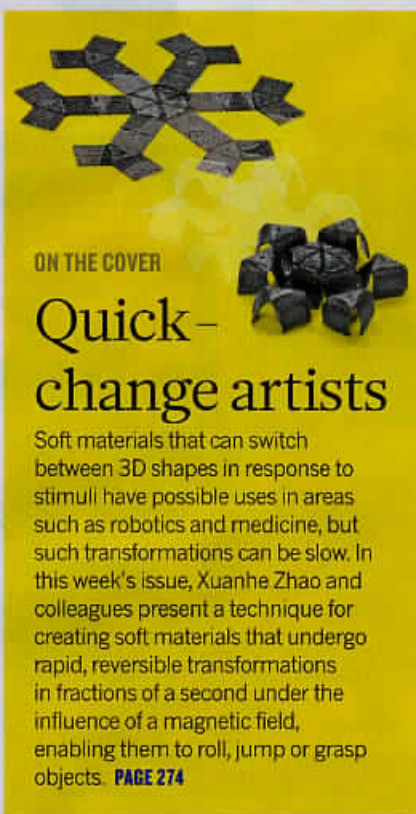 ON THE COVER
Quick-
change artists
Soft materials that can switch
between 3D shapes in response to
stimuli have possible uses in areas
such as robotics and medicine, but
such transformations can be slow. In
this week's issue, Xuanhe Zhao and
colleagues present a technique for
creating soft materials that undergo
rapid, reversible transformations
in fractions of a second under the
influence of a magnetic field,
enabling them to roll, jump or grasp
objects. PAGE 274